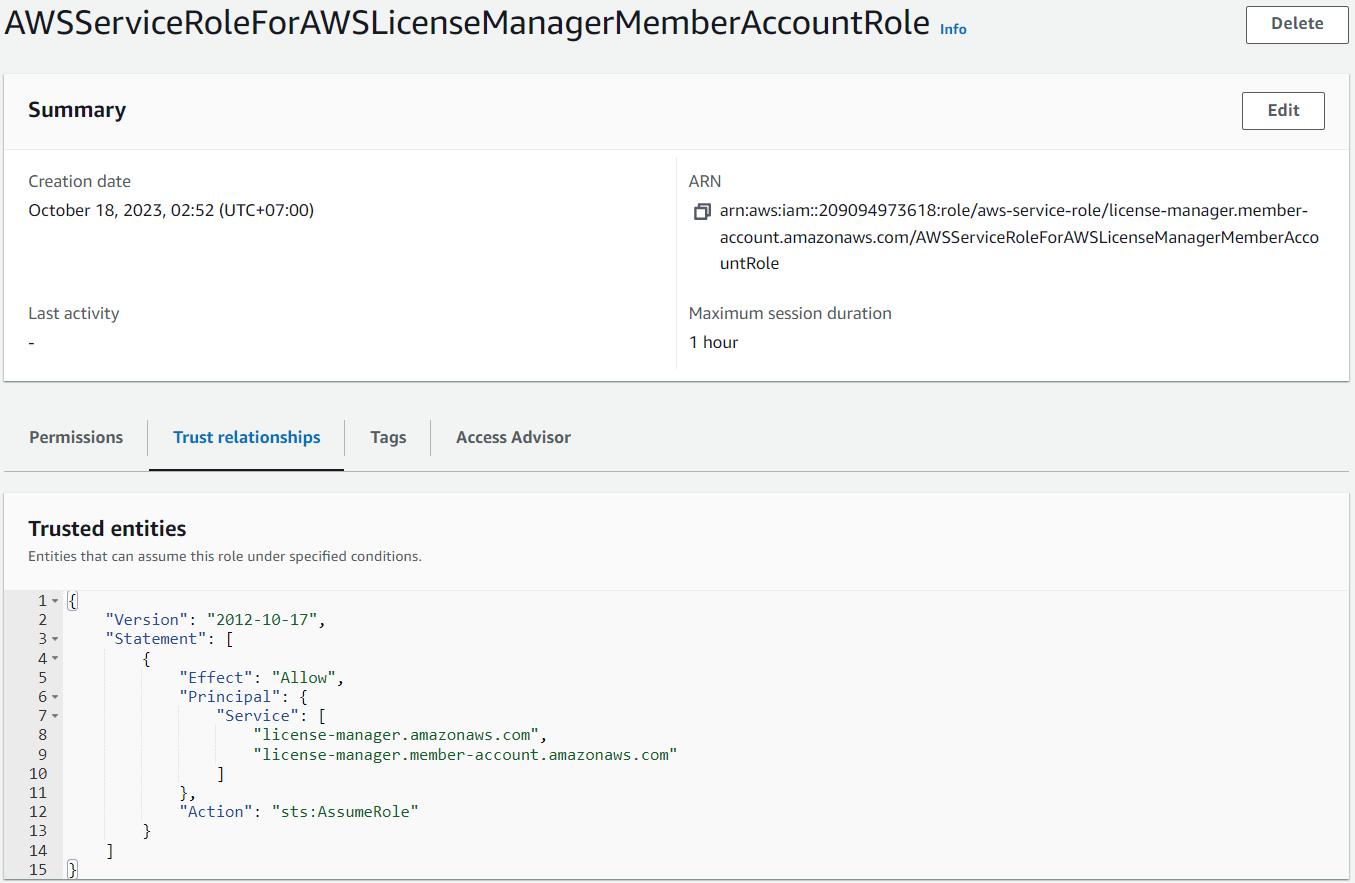 AWSServiceRoleForAWSLicenseManagerMemberAccountRole Info
Delete
Summary
Edit
Creation date
October 18, 2023, 02:52 (UTC+07:00)
ARN
arn:aws:iam::209094973618:role/aws-service-role/license-manager.member-
account.amazonaws.com/AWSServiceRoleForAWSLicenseManagerMemberAcco
untRole
Last activity
-
Maximum session duration
1 hour
Permissions
Trust relationships
Tags
Access Advisor
Trusted entities
Entities that can assume this role under specified conditions.
1 {
2     "Version": "2012-10-17",
3     "Statement": [
4         {
5             "Effect": "Allow",
6             "Principal": {
7                 "Service": [
8                     "license-manager.amazonaws.com",
9                     "license-manager.member-account.amazonaws.com"
10                 ]
11             },
12             "Action": "sts:AssumeRole"
13         }
14     ]
15 }